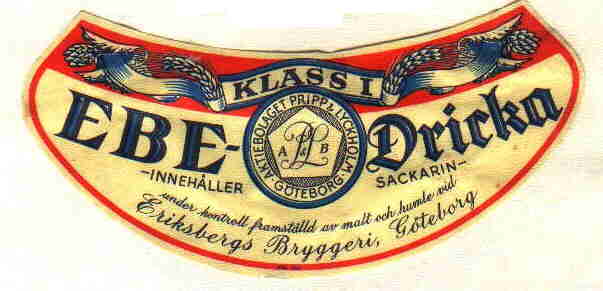 KLASS I
EBE-Dricka
AKTIEBOLAGET PRIPP & LYCKHOLM
GÖTEBORG
P&L
A B
-INNEHÅLLER SACKARIN-
under kontroll framställd av malt och humle vid
Eriksbergs Bryggeri, Göteborg